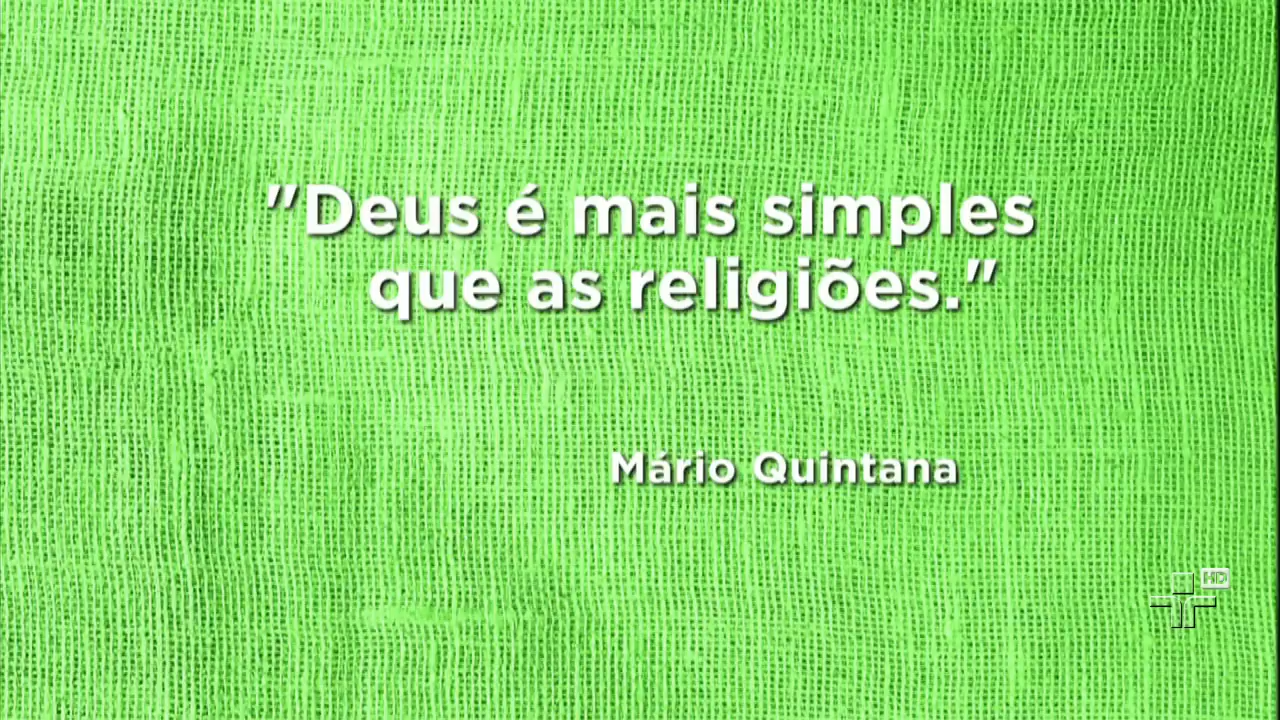 "Deus é mais simples
que as religiões."
Mário Quintana
HD